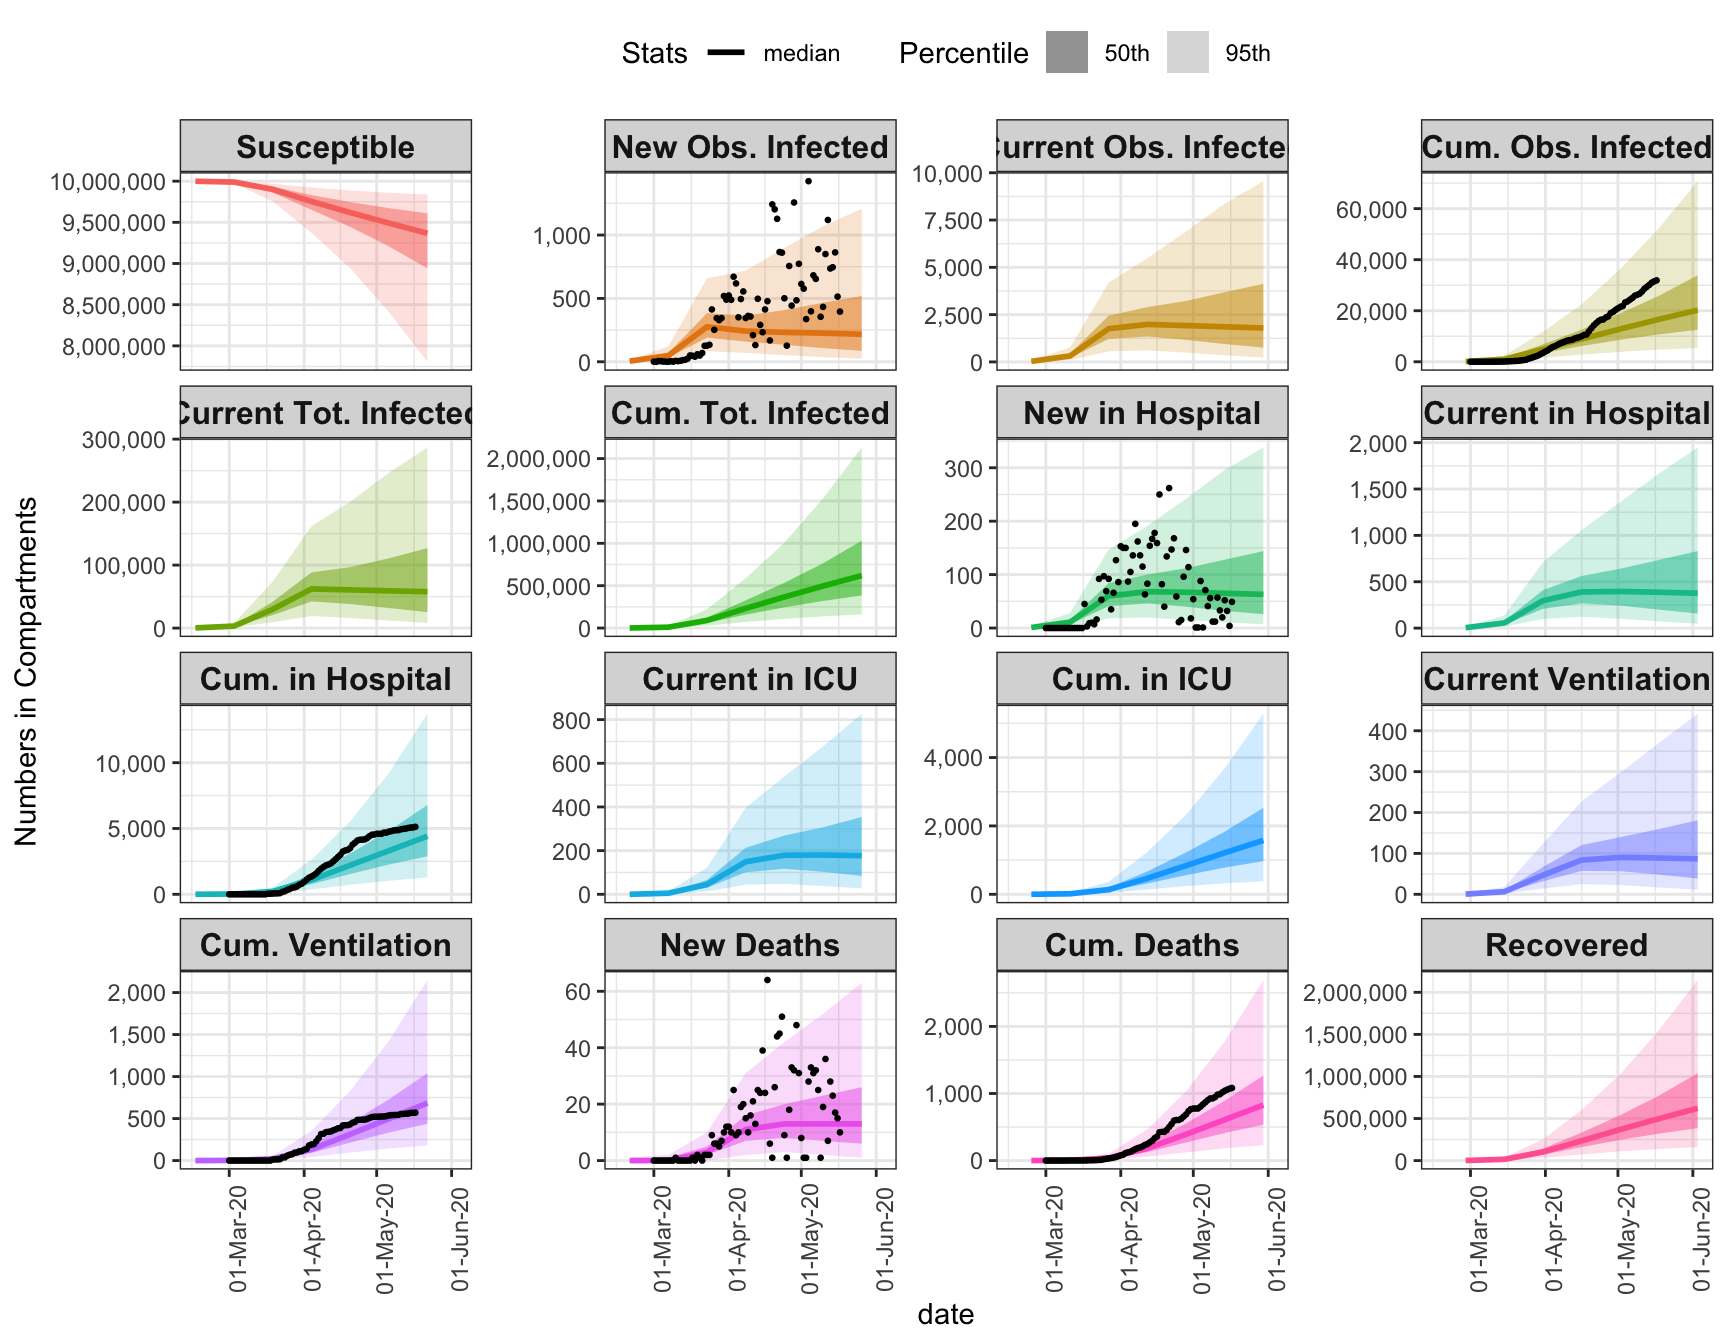 Stats median Percentile 50th 95th
Susceptible
10,000,000
9,500,000
9,000,000
8,500,000
8,000,000
New Obs. Infected
1,000
500
0
Current Obs. Infected
10,000
7,500
5,000
2,500
0
Cum. Obs. Infected
60,000
40,000
20,000
0
Current Tot. Infected
300,000
200,000
100,000
0
Cum. Tot. Infected
2,000,000
1,500,000
1,000,000
500,000
0
New in Hospital
300
200
100
0
Current in Hospital
2,000
1,500
1,000
500
0
Cum. in Hospital
10,000
5,000
0
Current in ICU
800
600
400
200
0
Cum. in ICU
4,000
2,000
0
Current Ventilation
400
300
200
100
0
Cum. Ventilation
2,000
1,500
1,000
500
0
New Deaths
60
40
20
0
Cum. Deaths
2,000
1,000
0
Recovered
2,000,000
1,500,000
1,000,000
500,000
0
01-Mar-20
01-Apr-20
01-May-20
01-Jun-20
01-Mar-20
01-Apr-20
01-May-20
01-Jun-20
01-Mar-20
01-Apr-20
01-May-20
01-Jun-20
01-Mar-20
01-Apr-20
01-May-20
01-Jun-20
Numbers in Compartments
date